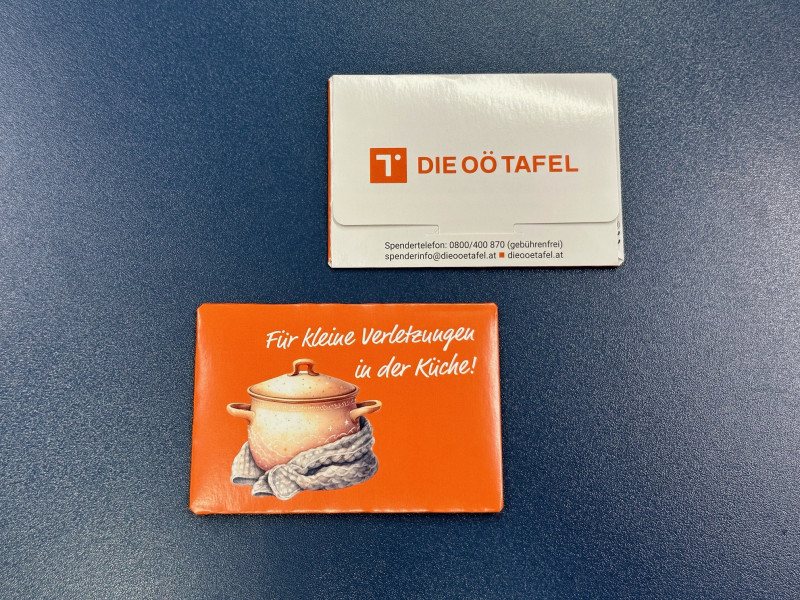 T
DIE OÖ TAFEL
Spendertelefon: 0800/400 870 (gebührenfrei)
spenderinfo@dieooetafel.at ■ dieooetafel.at
Für kleine Verletzungen
in der Küche!